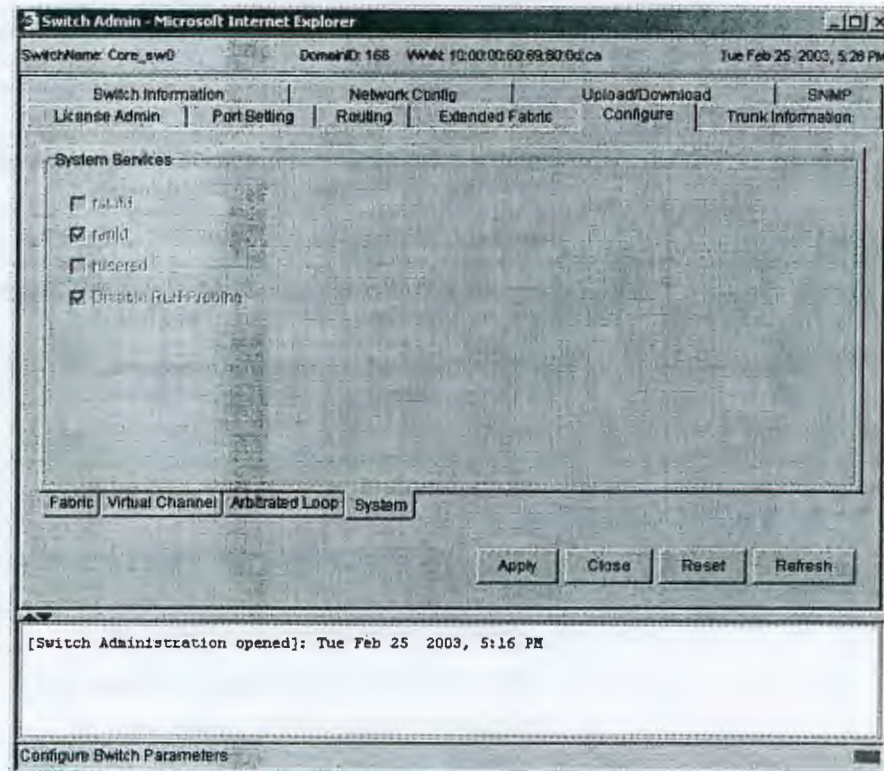 Switch Admin - Microsoft Internet Explorer
SwitchName: Core_sw0 DomainID: 168 WWN: 10:00:00:60:69:80:0d:ca Tue Feb 25 2003, 5:28 PM
Switch Information Network Config Upload/Download SNMP
License Admin Port Setting Routing Extended Fabric Configure Trunk Information
System Services
rstatd
rapid
rusersd
Disable RLS Probing
Fabric Virtual Channel Arbitrated Loop System
Apply Close Reset Refresh
[Switch Administration opened]: Tue Feb 25 2003, 5:16 PM
Configure Switch Parameters